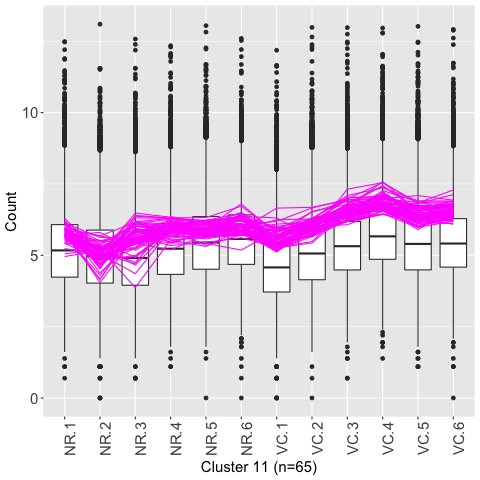 Count
10
5
0
NR.1
NR.2
NR.3
NR.4
NR.5
NR.6
VC.1
VC.2
VC.3
VC.4
VC.5
VC.6
Cluster 11 (n=65)